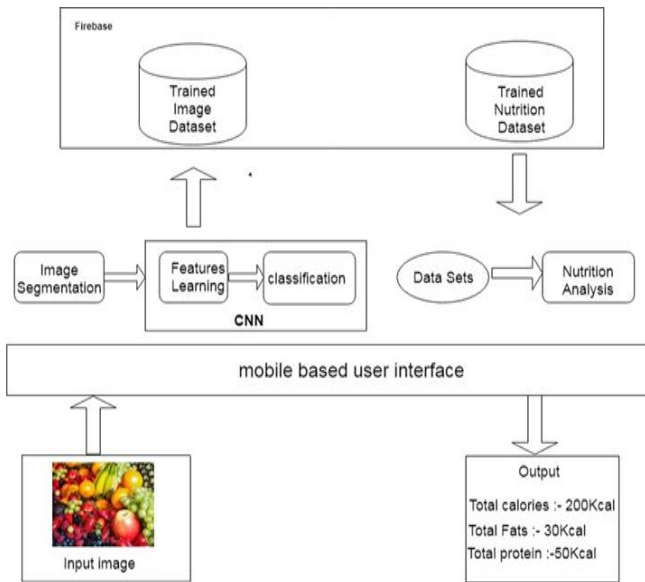 Firebase
Trained
Image
Dataset
Trained
Nutrition
Dataset
Image
Segmentation
Features
Learning
classification
CNN
Data Sets
Nutrition
Analysis
mobile based user interface
Input image
Output
Total calories :- 200Kcal
Total Fats :- 30Kcal
Total protein :-50Kcal